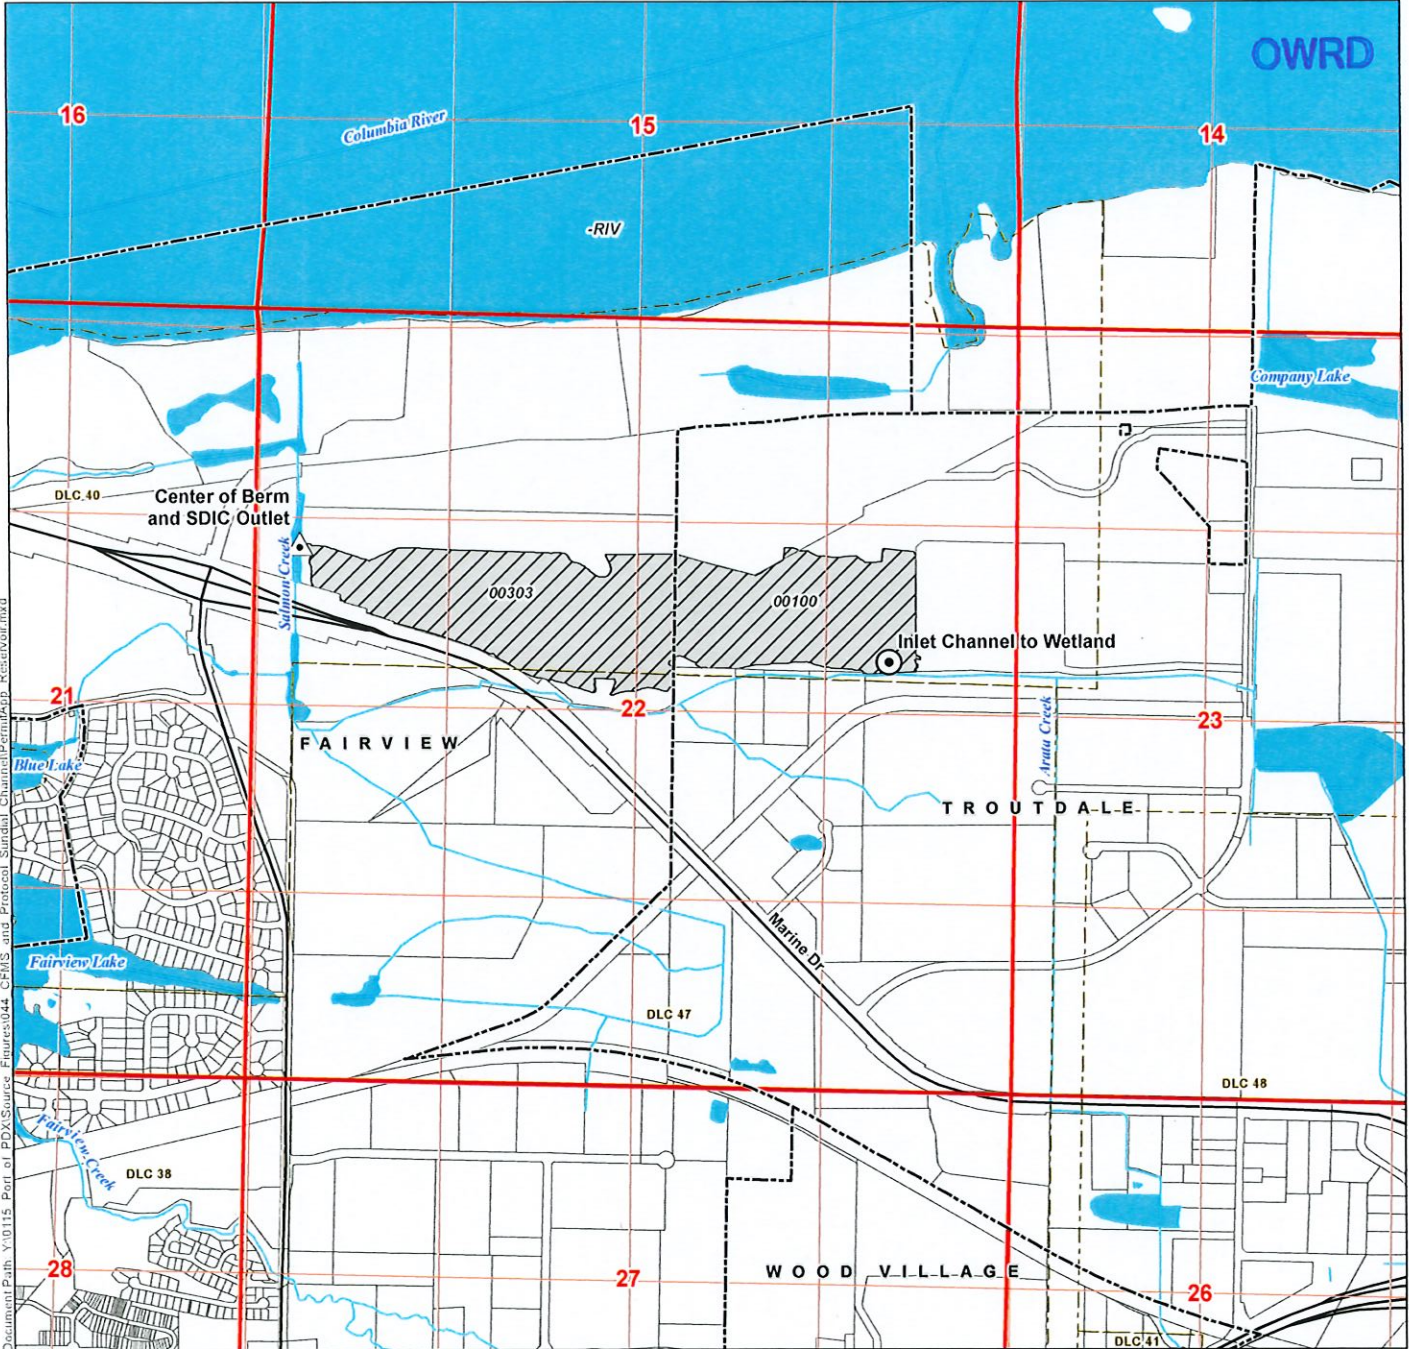 OWRD
16
Columbia River
15
14
-RIV
Company Lake
DLC 40
Center of Berm
and SDIC Outlet
Salmon Creek
00303
00100
Inlet Channel to Wetland
21
22
23
FAIRVIEW
Arata Creek
Blue Lake
TROUTDALE
Marine Dr
Fairview Lake
DLC 47
DLC 48
Fairview Creek
DLC 38
28
27
WOOD VILLAGE
26
DLC 41
Document Path: Y:\0115 Port of PDX\Source Figures\044 CFMS and Protocol Sundial Channel\PermitApp Reservoir.mxd